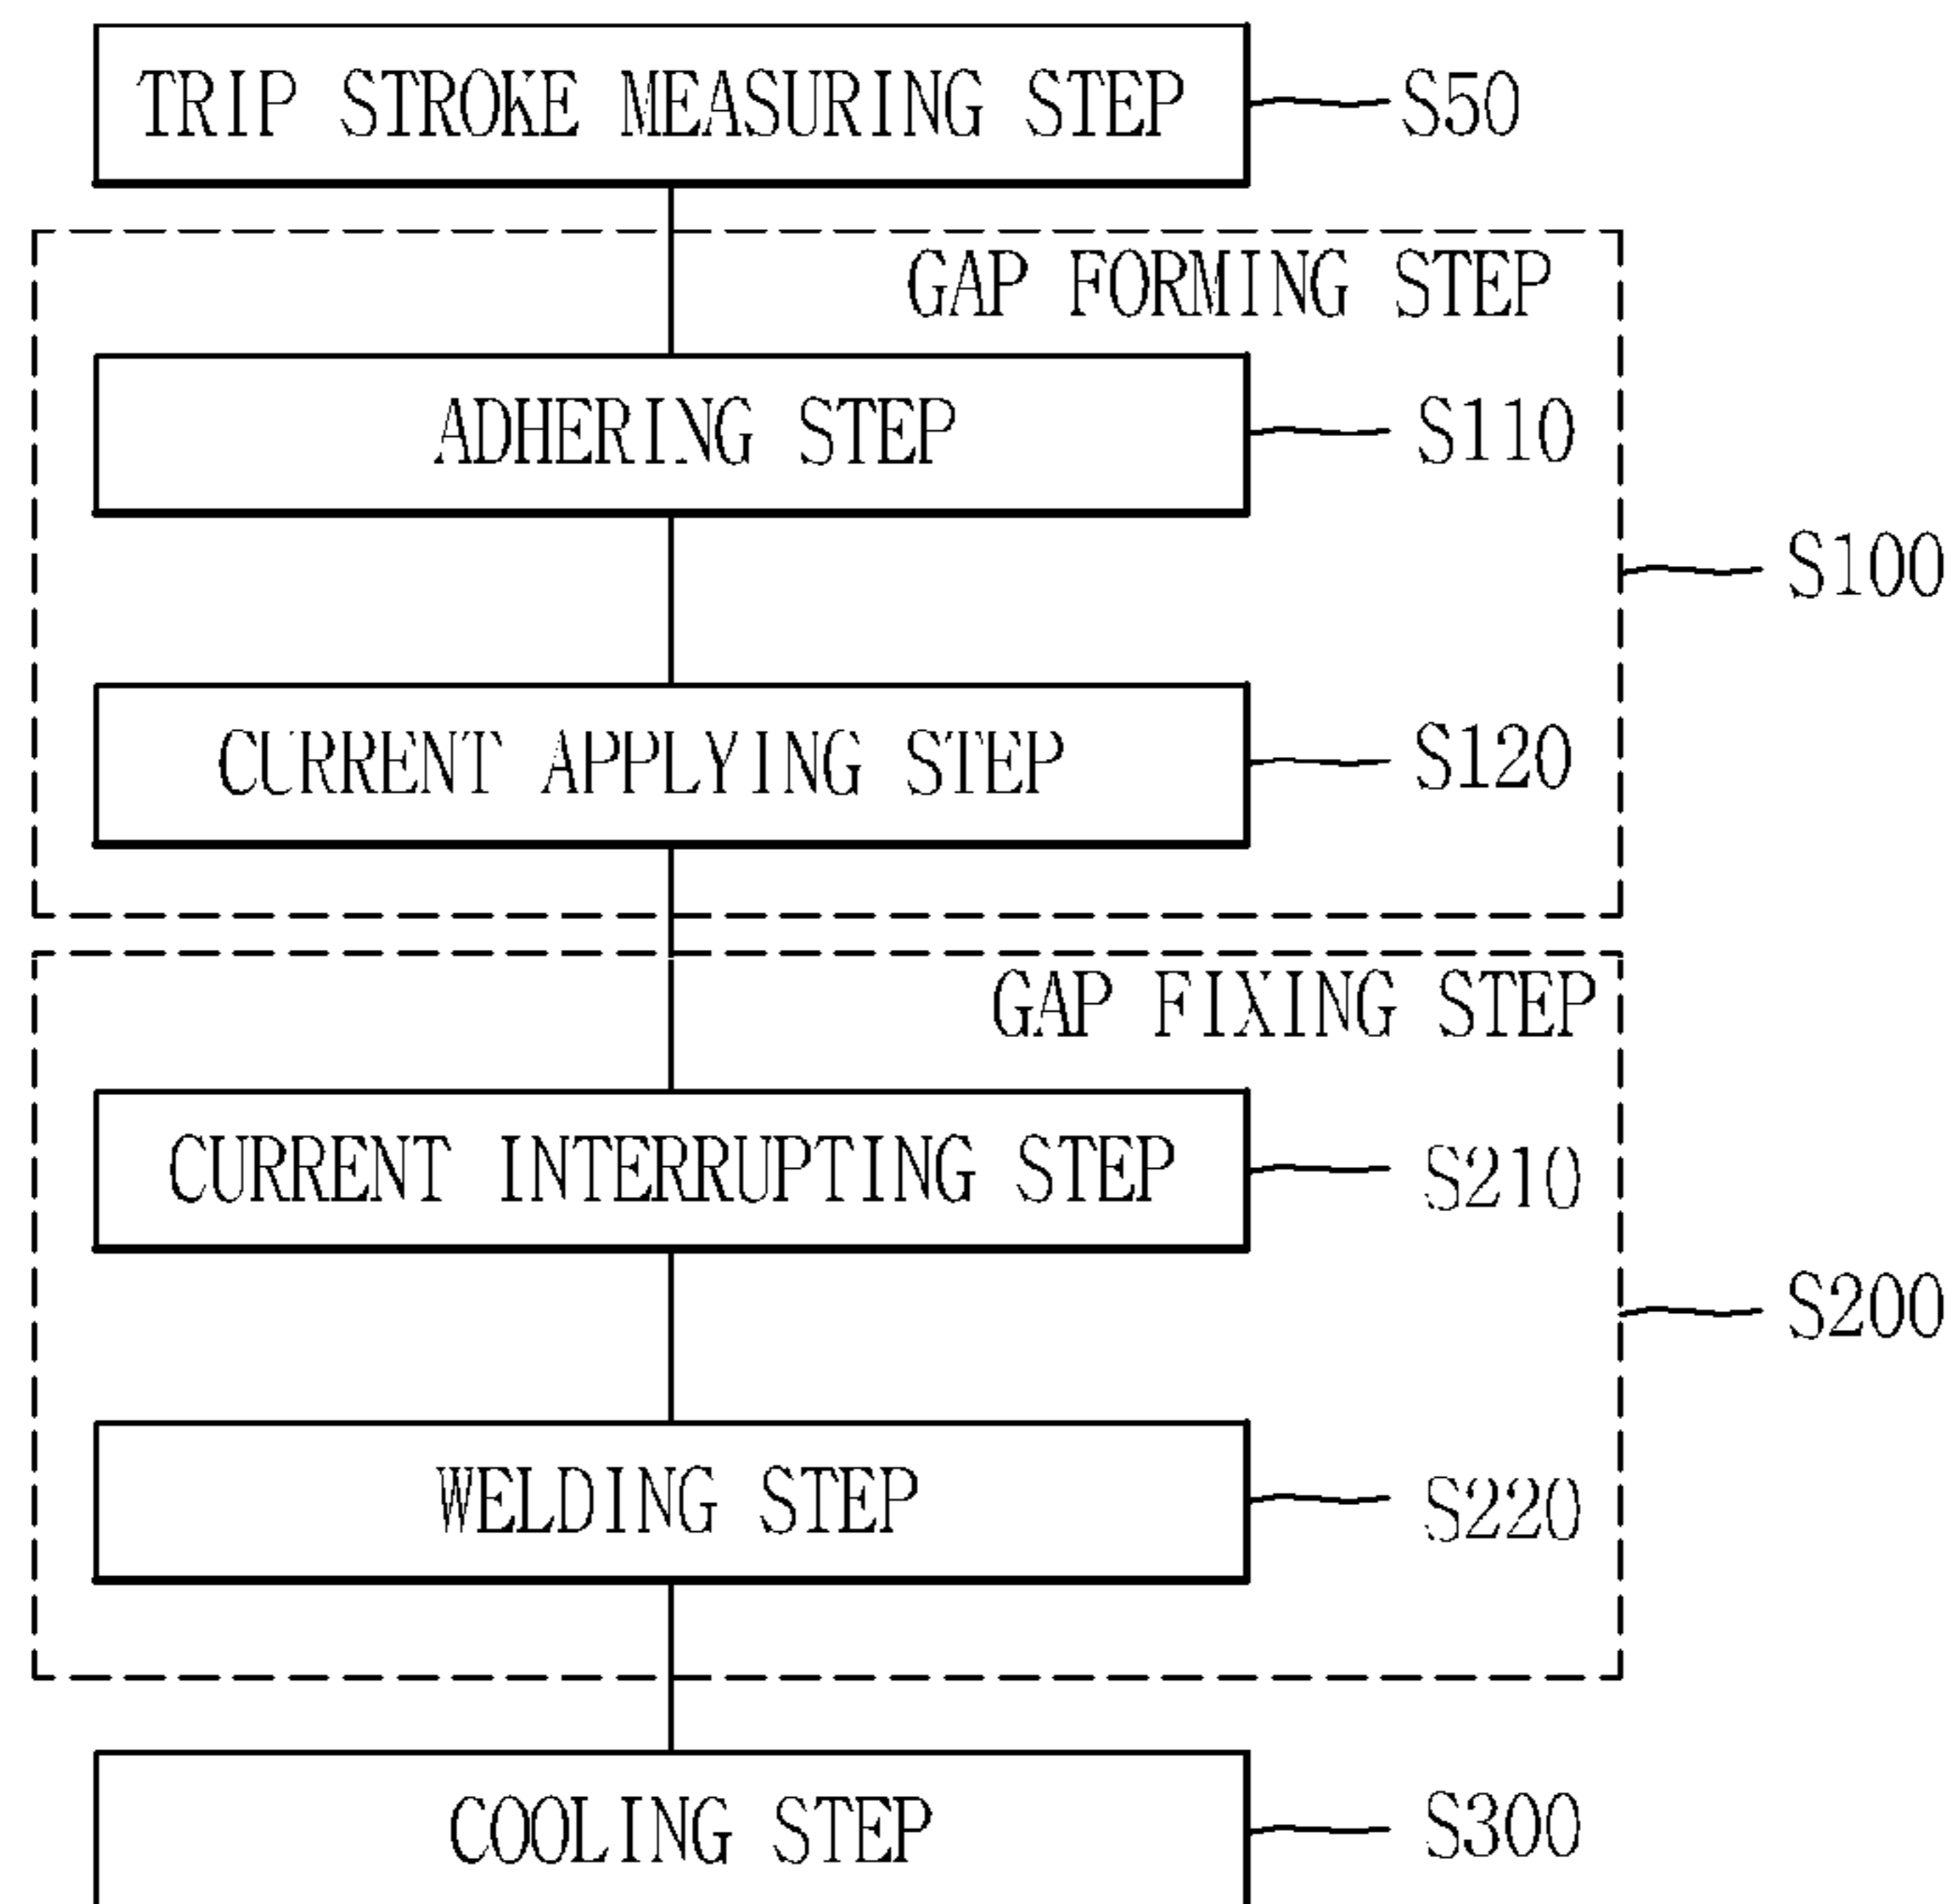 TRIP STROKE MEASURING STEP S50
GAP FORMING STEP
ADHERING STEP S110
S100
CURRENT APPLYING STEP S120
GAP FIXING STEP
CURRENT INTERRUPTING STEP S210
S200
WELDING STEP S220
COOLING STEP S300